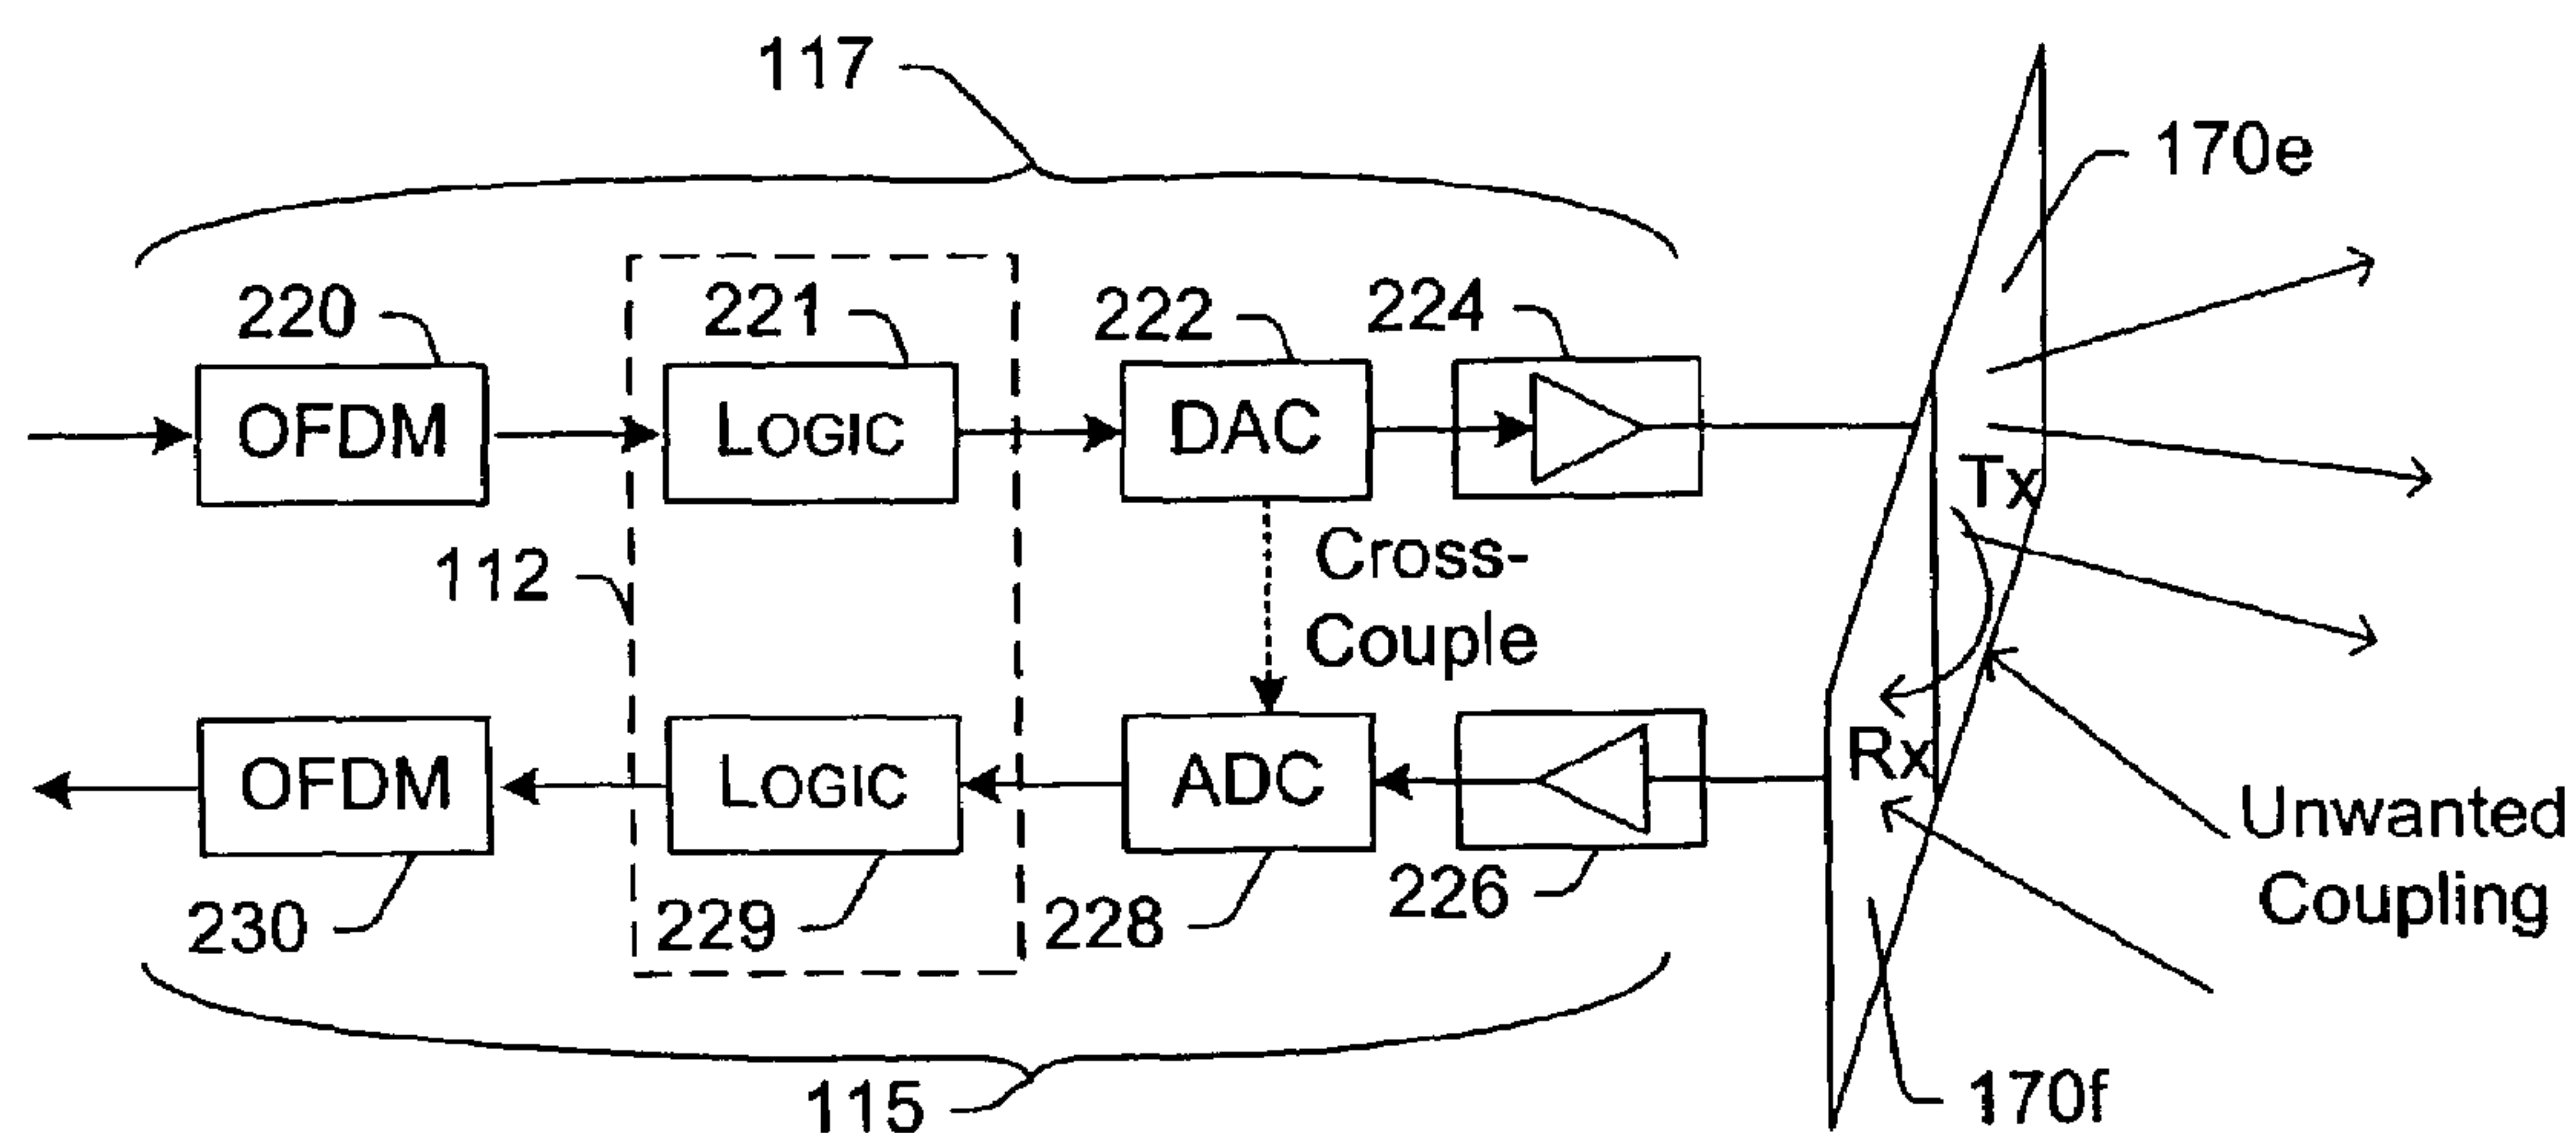 117
170e
220
221
222
224
OFDM
LOGIC
DAC
Tx
Cross-
Couple
112
Rx
OFDM
LOGIC
ADC
Unwanted
Coupling
230
229
228
226
115
170f